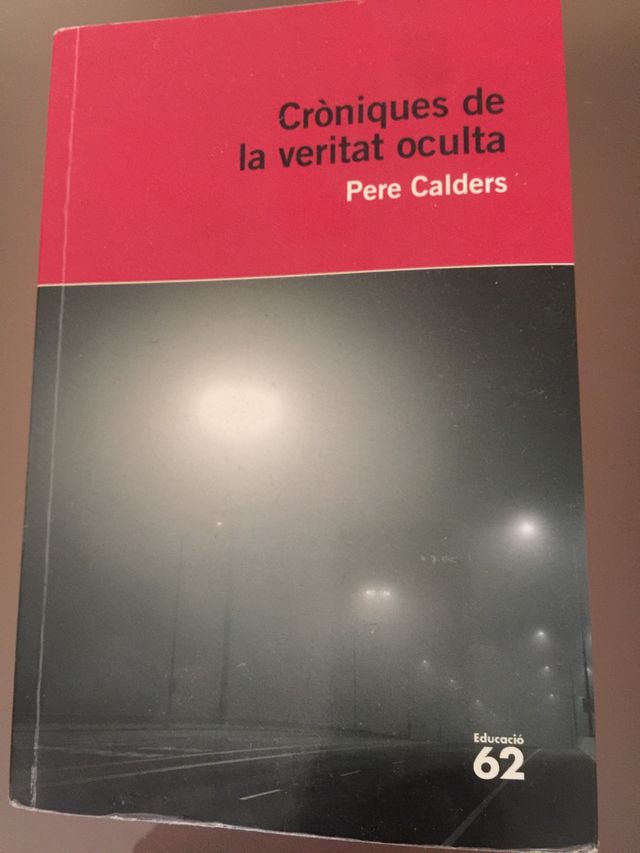 Cròniques de
la veritat oculta
Pere Calders
Educació
62